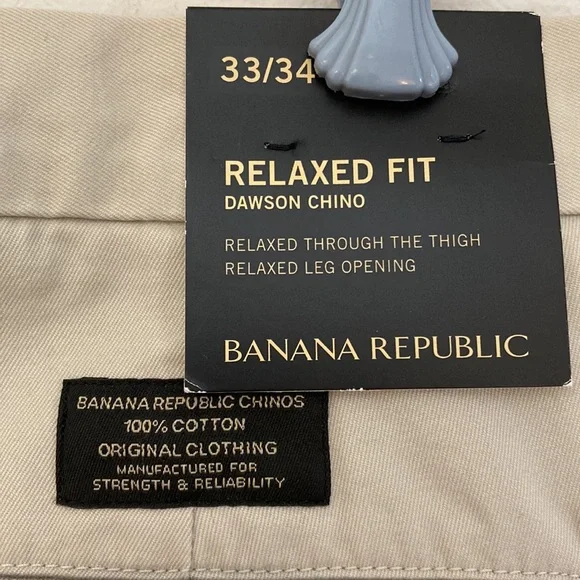 33/34
RELAXED FIT
DAWSON CHINO
RELAXED THROUGH THE THIGH
RELAXED LEG OPENING
BANANA REPUBLIC
BANANA REPUBLIC CHINOS
100% COTTON
ORIGINAL CLOTHING
MANUFACTURED FOR
STRENGTH & RELIABILITY